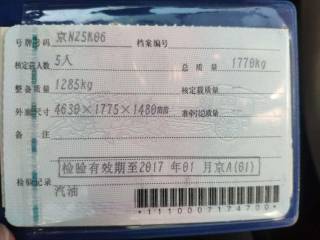 号牌号码 京NZSK06 档案编号
核定载人数 5人 总质量 1770kg
整备质量 1285kg 核定载质量
外廓尺寸 4630×1775×1480 准牵引总质量
备注
检验有效期至2017年01月京A(01)
检验记录
汽油
*1110007174700*